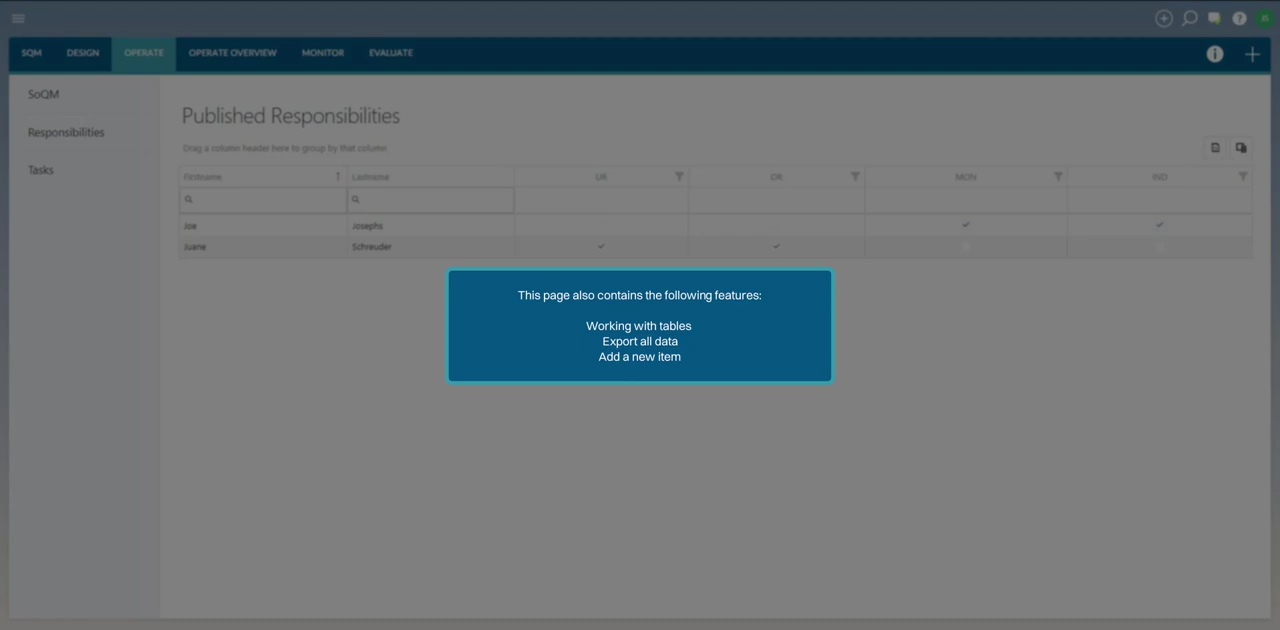 SQM DESIGN OPERATE OPERATE OVERVIEW MONITOR EVALUATE
SoQM
Responsibilities
Tasks
Published Responsibilities
Drag a column header here to group by that column
Firstname Lastname UR OR MON IND
Joe Josephs
Juane Schreuder
This page also contains the following features:
Working with tables
Export all data
Add a new item